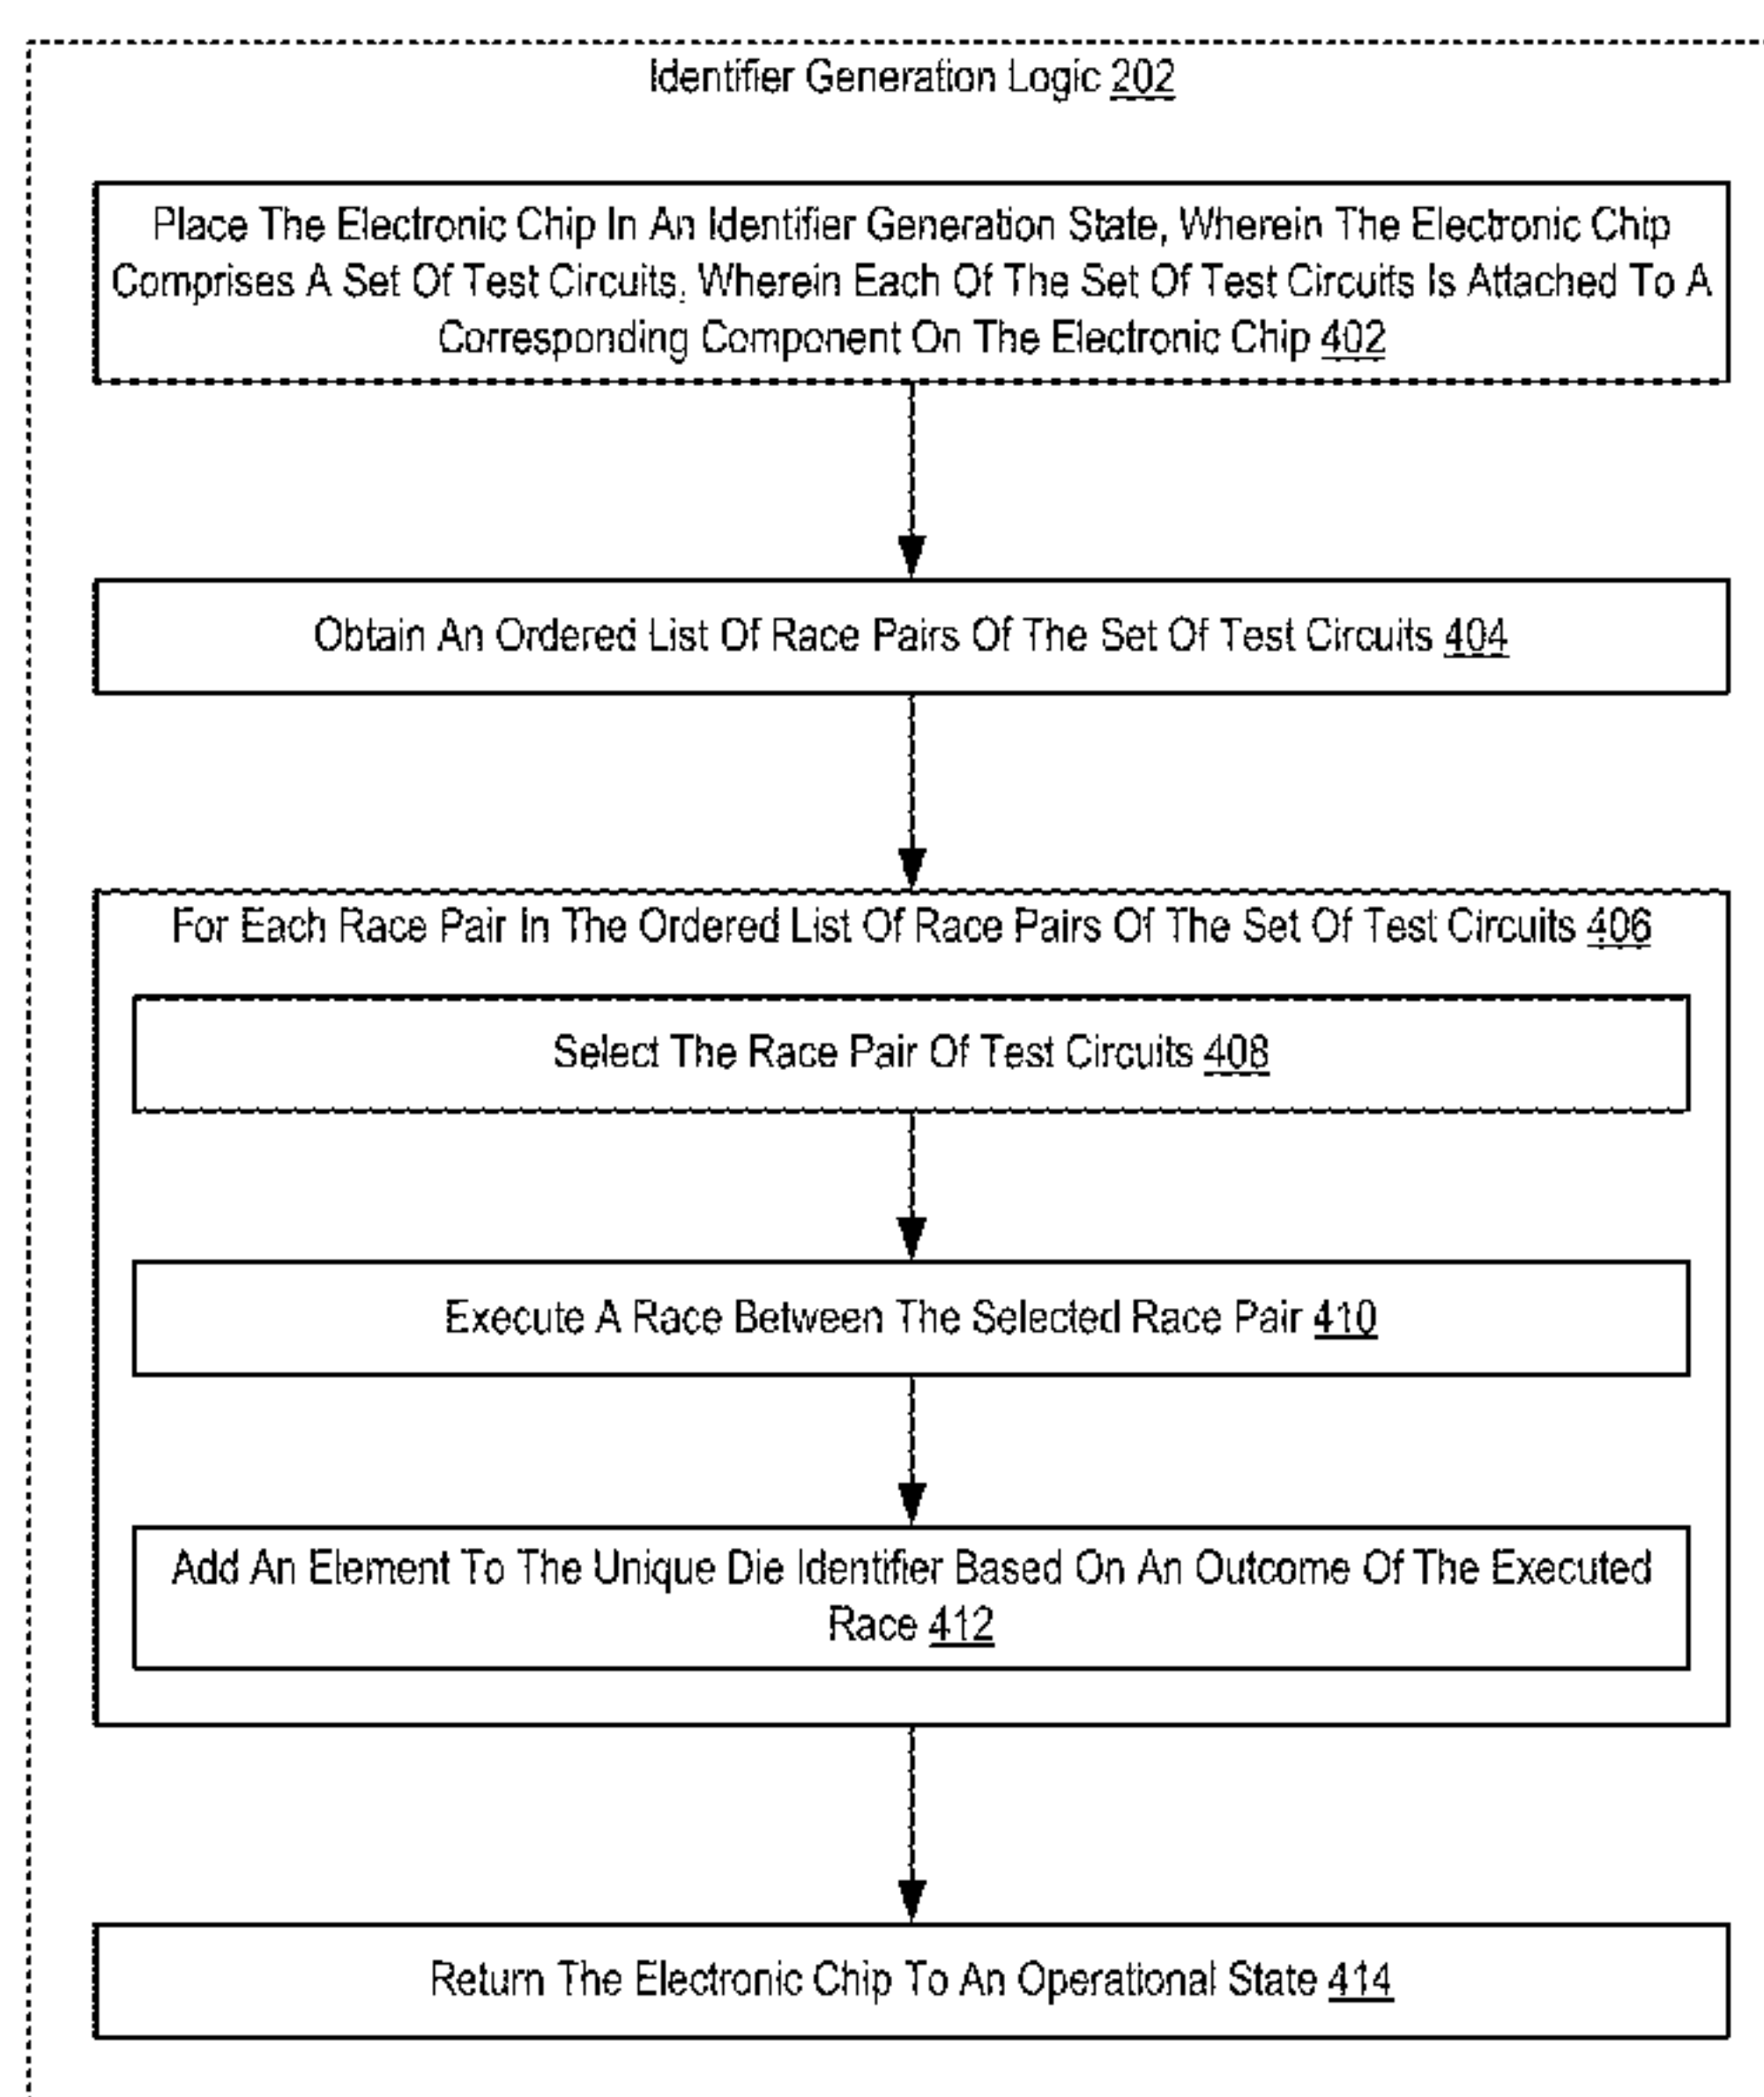 Identifier Generation Logic 202
Place The Electronic Chip In An Identifier Generation State, Wherein The Electronic Chip
Comprises A Set Of Test Circuits, Wherein Each Of The Set Of Test Circuits Is Attached To A
Corresponding Component On The Electronic Chip 402
Obtain An Ordered List Of Race Pairs Of The Set Of Test Circuits 404
For Each Race Pair In The Ordered List Of Race Pairs Of The Set Of Test Circuits 406
Select The Race Pair Of Test Circuits 408
Execute A Race Between The Selected Race Pair 410
Add An Element To The Unique Die Identifier Based On An Outcome Of The Executed
Race 412
Return The Electronic Chip To An Operational State 414